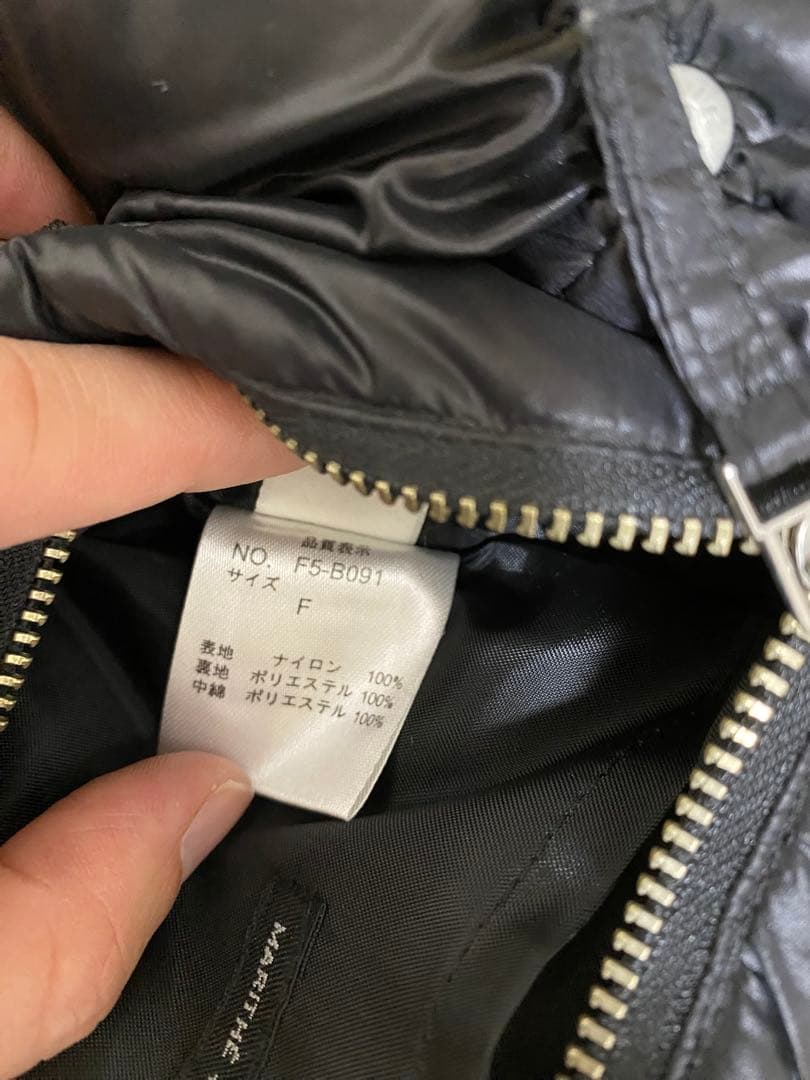 品質表示
NO. F5-B091
サイズ
F
表地 ナイロン 100%
裏地 ポリエステル 100%
中綿 ポリエステル 100%
MARITHE